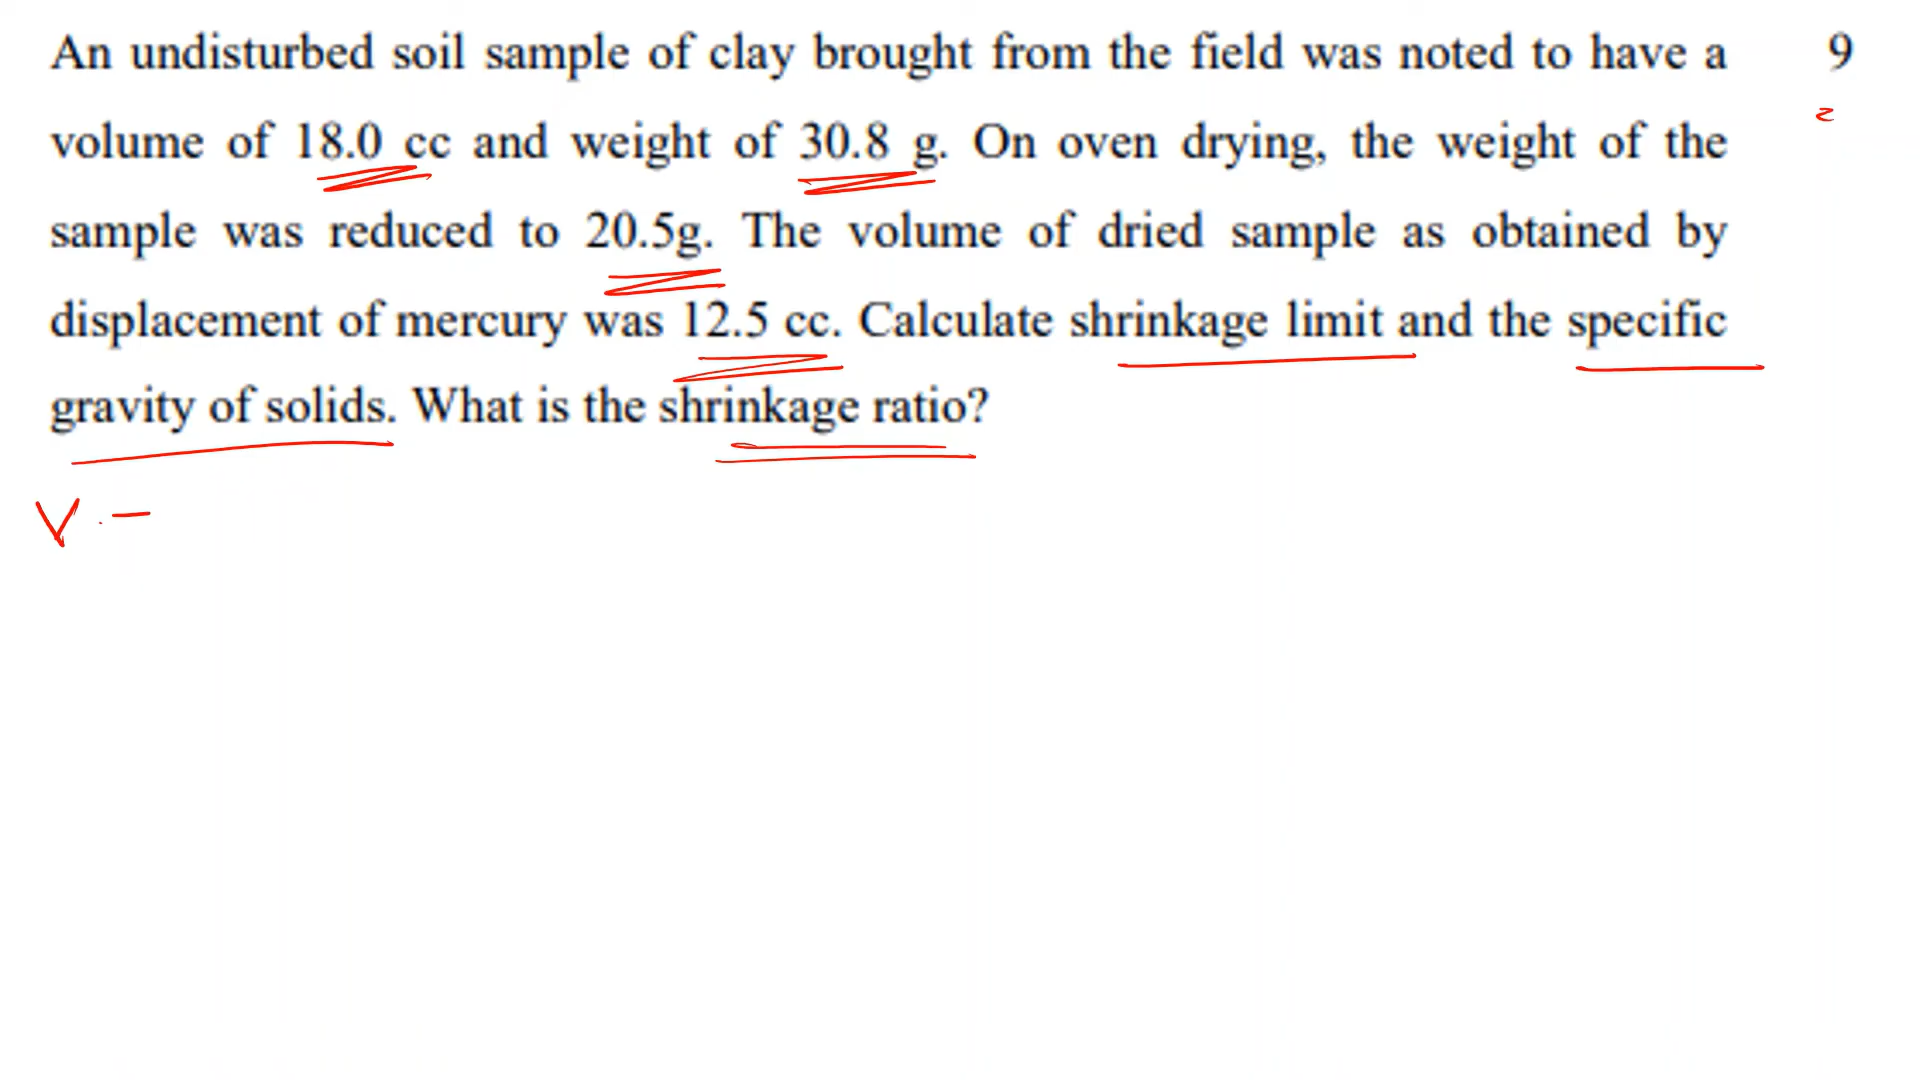 An undisturbed soil sample of clay brought from the field was noted to have a 9
volume of 18.0 cc and weight of 30.8 g. On oven drying, the weight of the
sample was reduced to 20.5g. The volume of dried sample as obtained by
displacement of mercury was 12.5 cc. Calculate shrinkage limit and the specific
gravity of solids. What is the shrinkage ratio?
V -